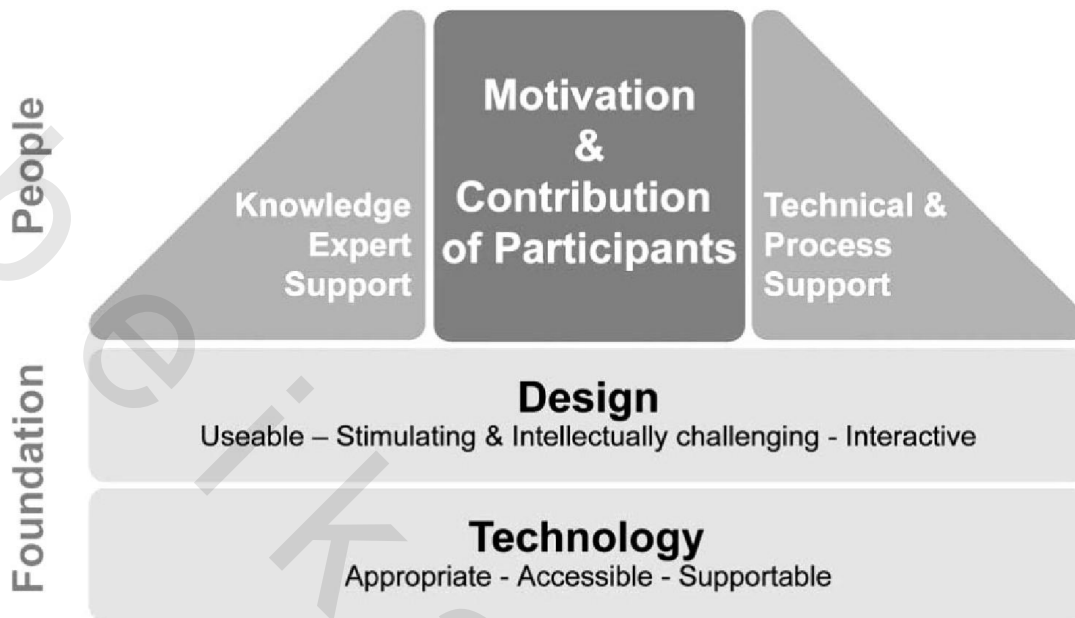 People
Knowledge
Expert
Support
Motivation
&
Contribution
of Participants
Technical &
Process
Support
Foundation
Design
Useable – Stimulating & Intellectually challenging - Interactive
Technology
Appropriate - Accessible - Supportable